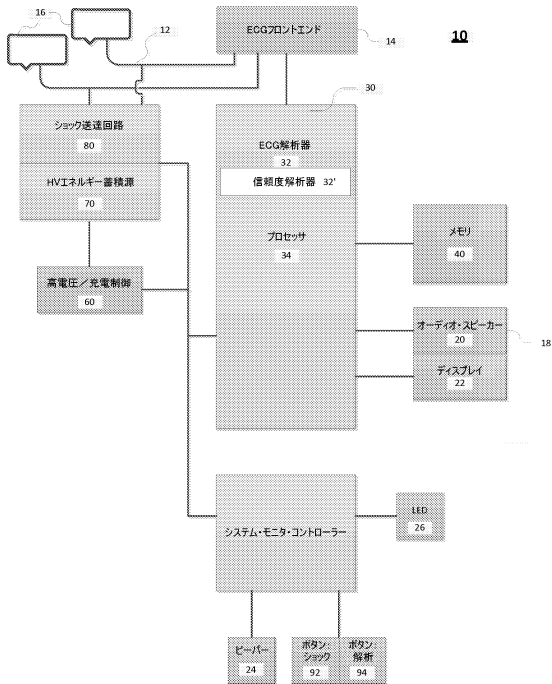 16
12
ECGフロントエンド
14
10
30
ショック送達回路
80
HVエネルギー蓄積源
70
ECG解析器
32
信頼度解析器 32'
プロセッサ
34
メモリ
40
高電圧／充電制御
60
オーディオ・スピーカー
20
18
ディスプレイ
22
システム・モニタ・コントローラー
LED
26
ビーパー
24
ボタン：
ショック
92
ボタン：
解析
94